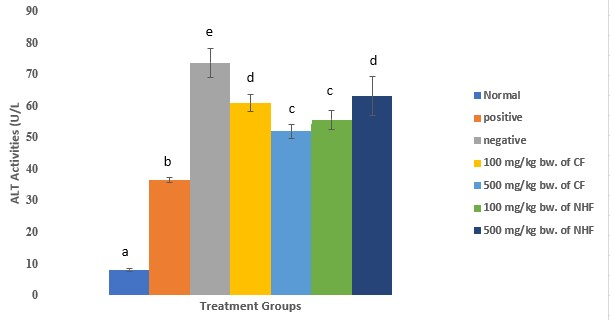 90
80
70
60
50
40
30
20
10
0
ALT Activities (U/L
a
b
e
d
c
c
d
Treatment Groups
Normal
positive
negative
100 mg/kg bw. of CF
500 mg/kg bw. of CF
100 mg/kg bw. of NHF
500 mg/kg bw. of NHF